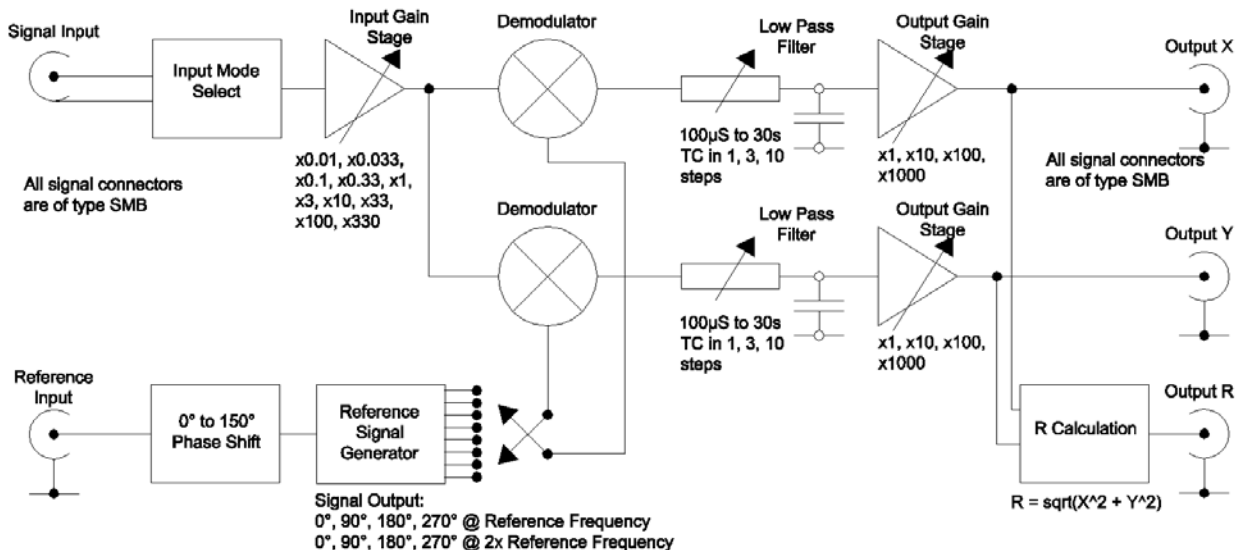 Signal Input
Input Mode
Select
Input Gain
Stage
x0.01, x0.033,
x0.1, x0.33, x1,
x3, x10, x33,
x100, x330
Demodulator
Low Pass
Filter
100µS to 30s
TC in 1, 3, 10
steps
Output Gain
Stage
x1, x10, x100,
x1000
Output X
All signal connectors
are of type SMB
All signal connectors
are of type SMB
Demodulator
Low Pass
Filter
100µS to 30s
TC in 1, 3, 10
steps
Output Gain
Stage
x1, x10, x100,
x1000
Output Y
Reference
Input
0° to 150°
Phase Shift
Reference
Signal
Generator
Signal Output:
0°, 90°, 180°, 270° @ Reference Frequency
0°, 90°, 180°, 270° @ 2x Reference Frequency
R Calculation
R = sqrt(X^2 + Y^2)
Output R